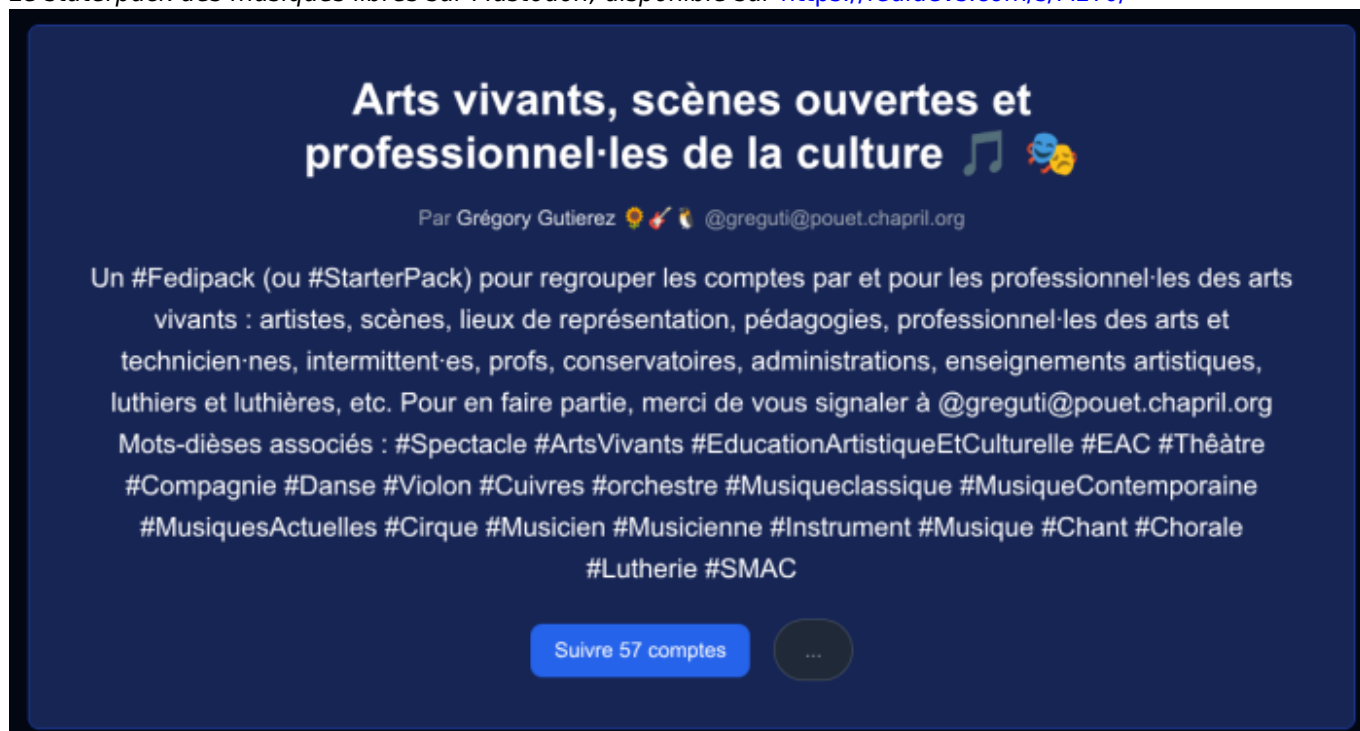 Arts vivants, scènes ouvertes et
professionnel·les de la culture 🎵 🎭
Par Grégory Gutierez 🌻🎸🐧 @greguti@pouet.chapril.org
Un #Fedipack (ou #StarterPack) pour regrouper les comptes par et pour les professionnel·les des arts
vivants : artistes, scènes, lieux de représentation, pédagogies, professionnel·les des arts et
technicien·nes, intermittent·es, profs, conservatoires, administrations, enseignements artistiques,
luthiers et luthières, etc. Pour en faire partie, merci de vous signaler à @greguti@pouet.chapril.org
Mots-dièses associés : #Spectacle #ArtsVivants #EducationArtistiqueEtCulturelle #EAC #Thêàtre
#Compagnie #Danse #Violon #Cuivres #orchestre #Musiqueclassique #MusiqueContemporaine
#MusiquesActuelles #Cirque #Musicien #Musicienne #Instrument #Musique #Chant #Chorale
#Lutherie #SMAC
Suivre 57 comptes
...